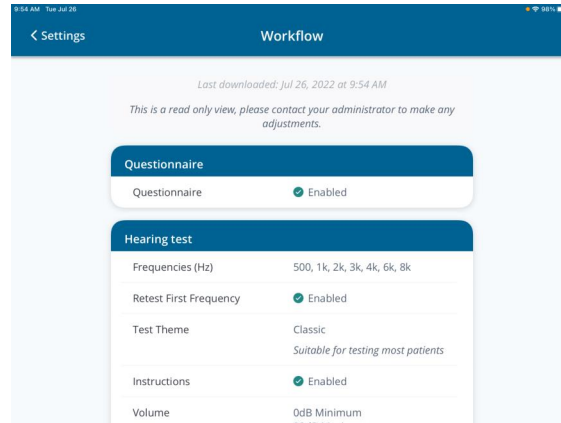 9:54 AM Tue Jul 26
98%
Settings
Workflow
Last downloaded: Jul 26, 2022 at 9:54 AM
This is a read only view, please contact your administrator to make any
adjustments.
Questionnaire
Questionnaire Enabled
Hearing test
Frequencies (Hz) 500, 1k, 2k, 3k, 4k, 6k, 8k
Retest First Frequency Enabled
Test Theme Classic
Suitable for testing most patients
Instructions Enabled
Volume 0dB Minimum